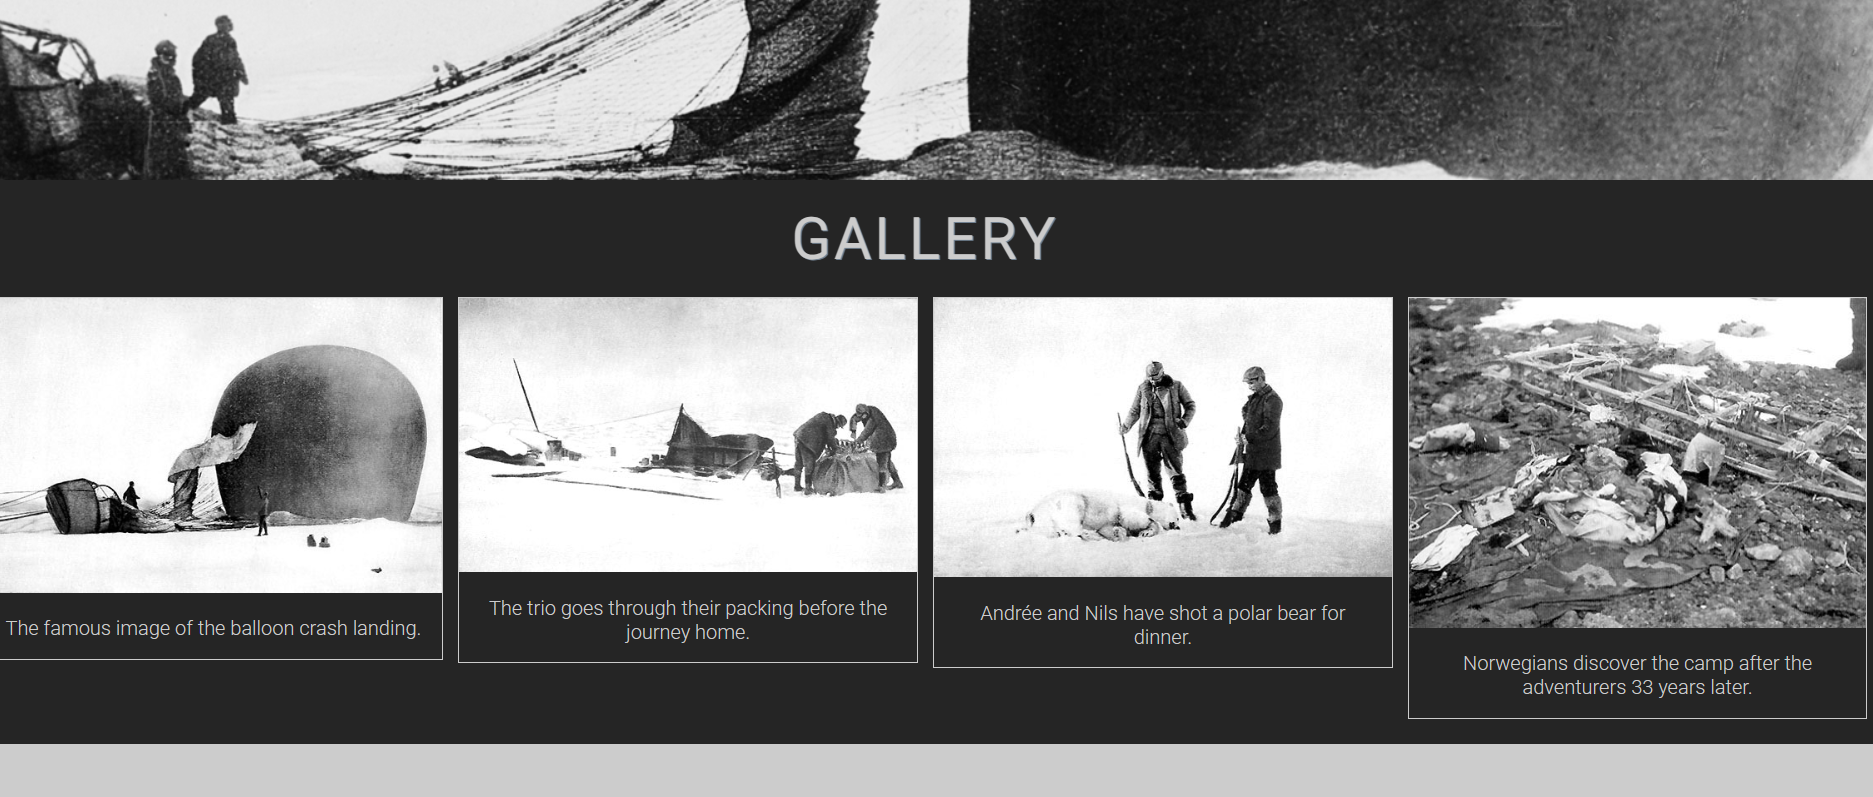 GALLERY
The famous image of the balloon crash landing.
The trio goes through their packing before the
journey home.
Andrée and Nils have shot a polar bear for
dinner.
Norwegians discover the camp after the
adventurers 33 years later.